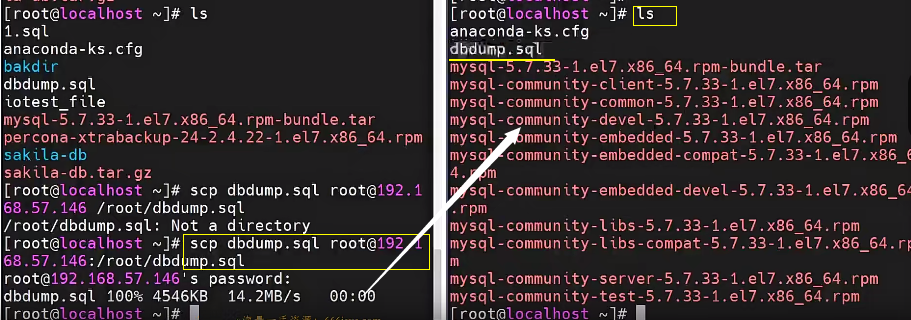 [root@localhost ~]# ls
1.sql
anaconda-ks.cfg
bakdir
dbdump.sql
iotest_file
mysql-5.7.33-1.el7.x86_64.rpm-bundle.tar
percona-xtrabackup-24-2.4.22-1.el7.x86_64.rpm
sakila-db
sakila-db.tar.gz
[root@localhost ~]# scp dbdump.sql root@192.1
68.57.146 /root/dbdump.sql
/root/dbdump.sql: Not a directory
[root@localhost ~]# scp dbdump.sql root@192.1
68.57.146:/root/dbdump.sql
root@192.168.57.146's password:
dbdump.sql 100% 4546KB 14.2MB/s 00:00
[root@localhost ~]#
[root@localhost ~]# ls
anaconda-ks.cfg
dbdump.sql
mysql-5.7.33-1.el7.x86_64.rpm-bundle.tar
mysql-community-client-5.7.33-1.el7.x86_64.rpm
mysql-community-common-5.7.33-1.el7.x86_64.rpm
mysql-community-devel-5.7.33-1.el7.x86_64.rpm
mysql-community-embedded-5.7.33-1.el7.x86_64.rpm
mysql-community-embedded-compat-5.7.33-1.el7.x86_6
4.rpm
mysql-community-embedded-devel-5.7.33-1.el7.x86_64
.rpm
mysql-community-libs-5.7.33-1.el7.x86_64.rpm
mysql-community-libs-compat-5.7.33-1.el7.x86_64.rp
m
mysql-community-server-5.7.33-1.el7.x86_64.rpm
mysql-community-test-5.7.33-1.el7.x86_64.rpm
[root@localhost ~]#